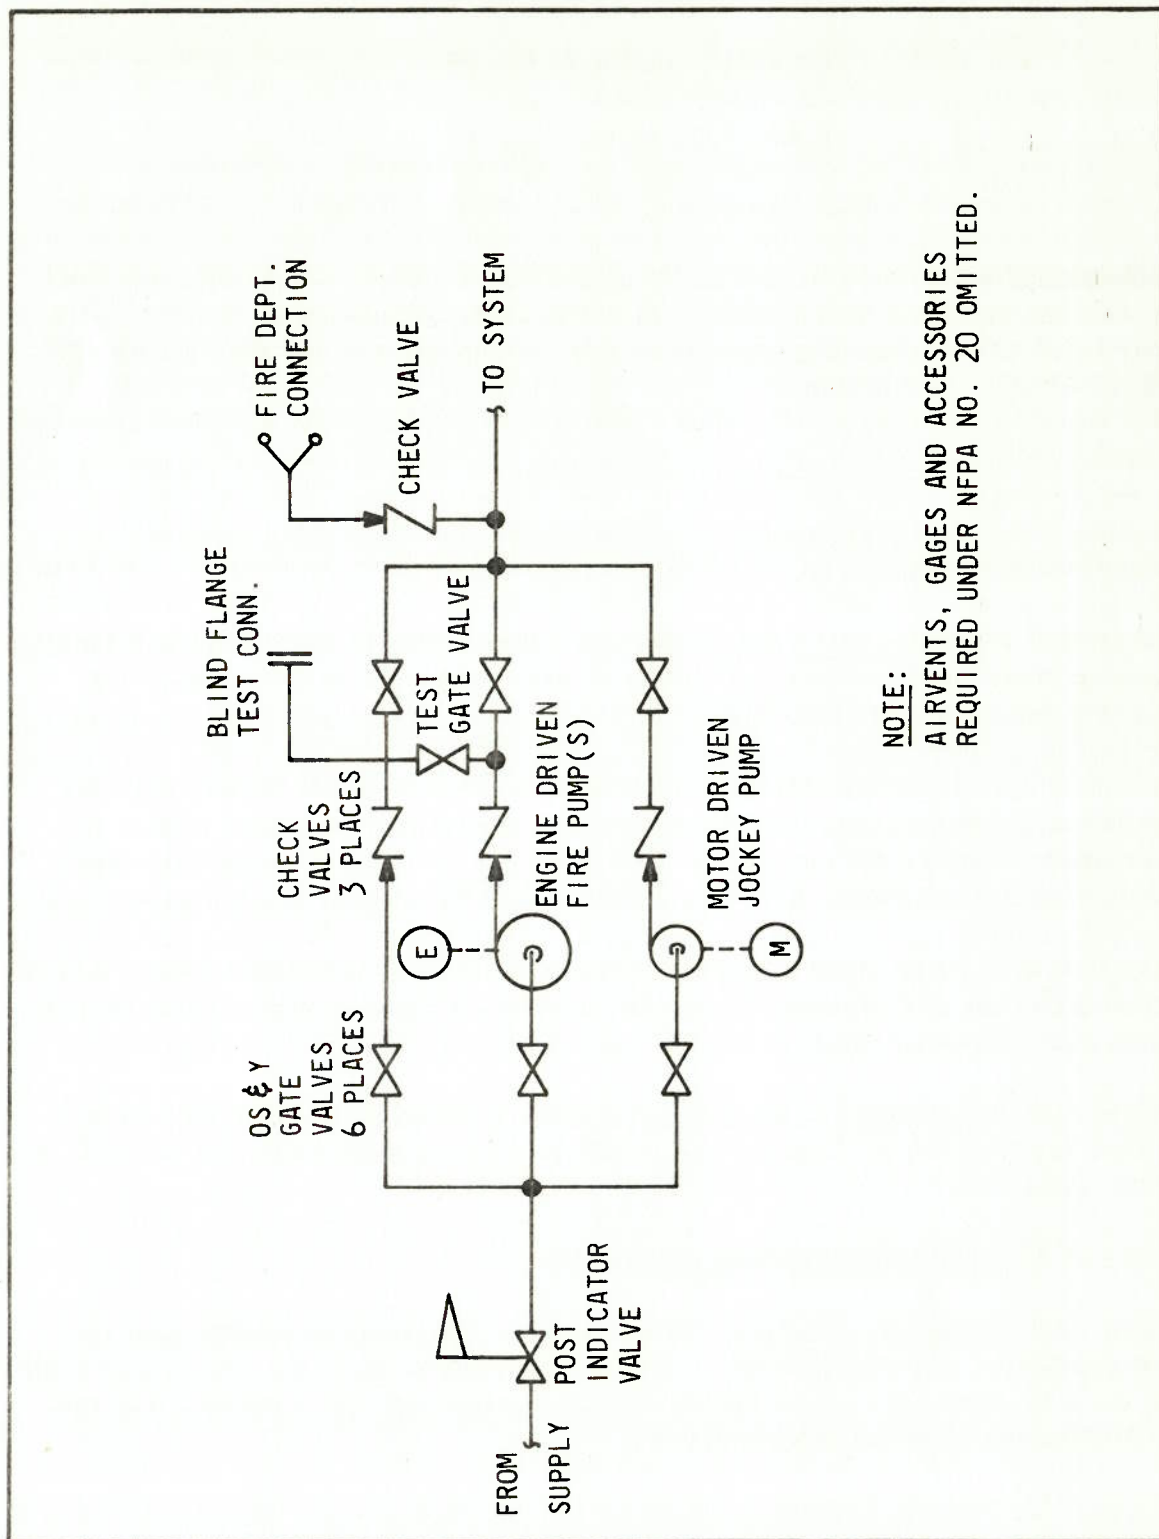 FROM
SUPPLY
POST
INDICATOR
VALVE
OS&Y
GATE
VALVES
6 PLACES
CHECK
VALVES
3 PLACES
BLIND FLANGE
TEST CONN.
TEST
GATE VALVE
FIRE DEPT.
CONNECTION
CHECK VALVE
TO SYSTEM
E
ENGINE DRIVEN
FIRE PUMP(S)
MOTOR DRIVEN
JOCKEY PUMP
M
NOTE:
AIRVENTS, GAGES AND ACCESSORIES
REQUIRED UNDER NFPA NO. 20 OMITTED.